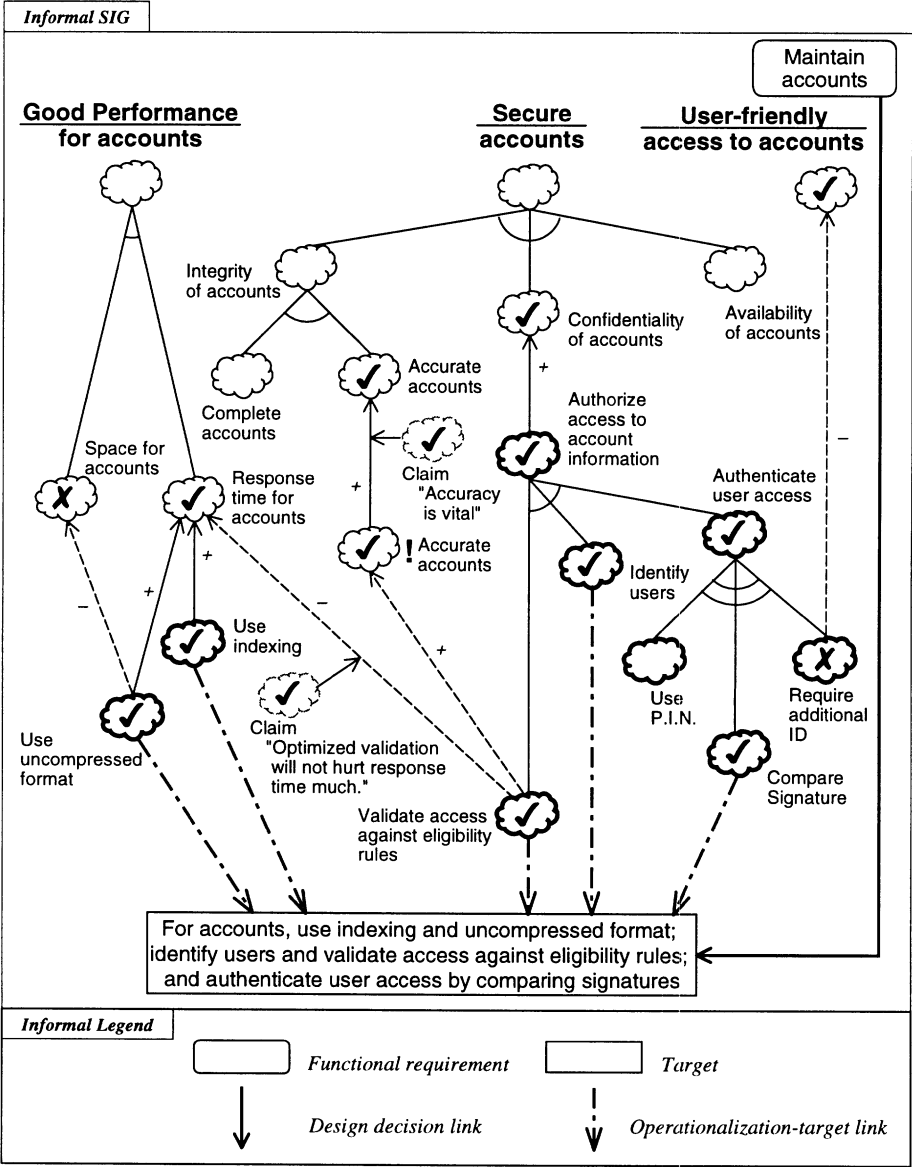 Informal SIG
Maintain
accounts
Good Performance
for accounts
Secure
accounts
User-friendly
access to accounts
✓
Integrity
of accounts
✓
Confidentiality
of accounts
Availability
of accounts
+
Complete
accounts
✓
Accurate
accounts
Authorize
access to
account
information
✓
✓
Claim
"Accuracy
is vital"
+
–
Space for
accounts
✗
✓
Response
time for
accounts
Authenticate
user access
✓
✓
! Accurate
accounts
✓
Identify
users
–
+
+
–
+
✓
Use
indexing
✓
Claim
"Optimized validation
will not hurt response
time much."
Use
P.I.N.
✗
Require
additional
ID
✓
Use
uncompressed
format
✓
Compare
Signature
Validate access
against eligibility
rules
✓
For accounts, use indexing and uncompressed format;
identify users and validate access against eligibility rules;
and authenticate user access by comparing signatures
Informal Legend
Functional requirement
Target
Design decision link
Operationalization-target link